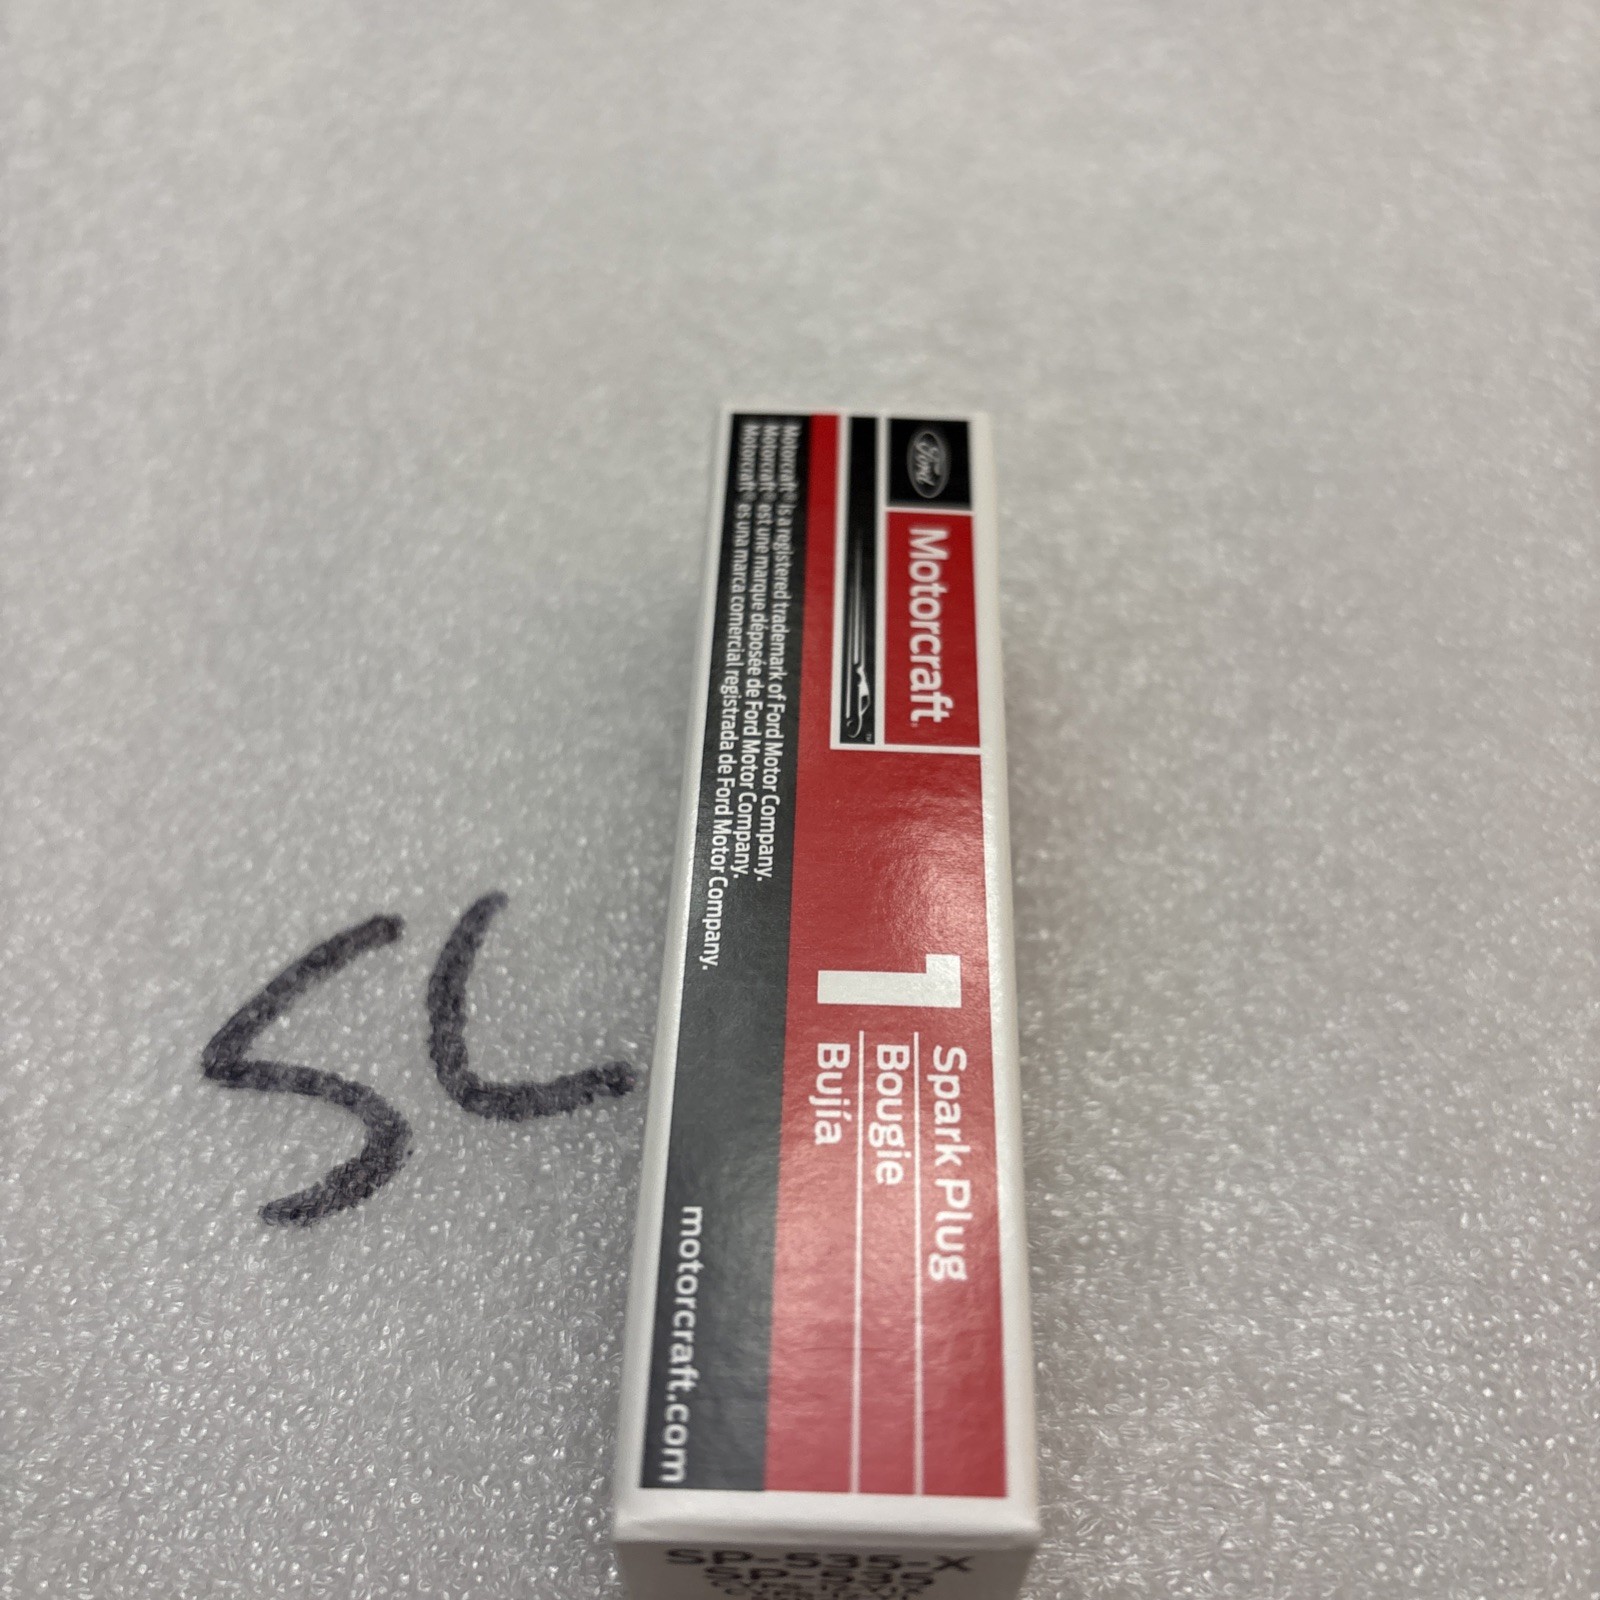 Ford
Motorcraft
1
Spark Plug
Bougie
Bujía
Motorcraft® is a registered trademark of Ford Motor Company.
Motorcraft® est une marque déposée de Ford Motor Company.
Motorcraft® es una marca comercial registrada de Ford Motor Company.
motorcraft.com
SP-535-X
SP-535
SL